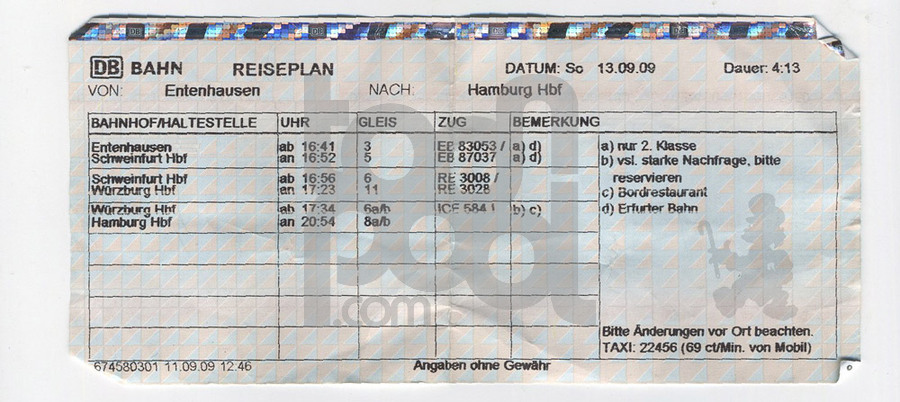 DB BAHN REISEPLAN DATUM: So 13.09.09 Dauer: 4:13
VON: Entenhausen NACH: Hamburg Hbf
BAHNHOF/HALTESTELLE UHR GLEIS ZUG BEMERKUNG
Entenhausen ab 16:41 3 EB 83053 / a) d)
Schweinfurt Hbf an 16:52 5 EB 87037 a) d)
Schweinfurt Hbf ab 16:56 6 RE 3008 /
Würzburg Hbf an 17:23 11 RE 3028
Würzburg Hbf ab 17:34 6a/b ICE 584 b) c)
Hamburg Hbf an 20:54 8a/b
a) nur 2. Klasse
b) vsl. starke Nachfrage, bitte
reservieren
c) Bordrestaurant
d) Erfurter Bahn
toonpool
.com
Bitte Änderungen vor Ort beachten.
TAXI: 22456 (69 ct/Min. von Mobil)
674580301 11.09.09 12:46 Angaben ohne Gewähr